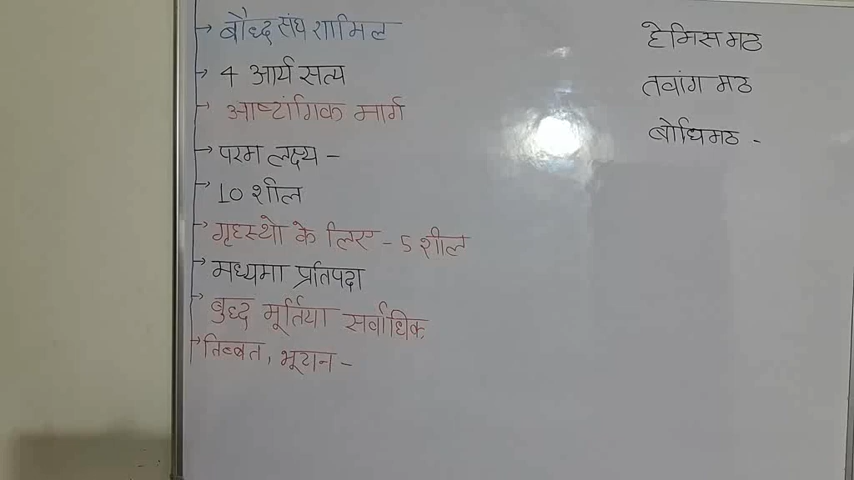 → बौद्ध संघ शामिल
→ 4 आर्य सत्य
→ आष्टांगिक मार्ग
→ परम लक्ष्य -
→ 10 शील
→ गृहस्थो के लिए - 5 शील
→ मध्यमा प्रतिपदा
→ बुद्ध मूर्तिया सर्वाधिक
→ तिब्बत, भूटान -
हेमिस मठ
तवांग मठ
बोधिमठ -